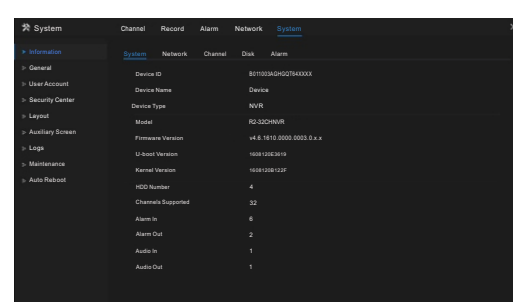 System Channel Record Alarm Network System
Information System Network Channel Disk Alarm
General
User Account
Security Center
Layout
Auxiliary Screen
Logs
Maintenance
Auto Reboot
Device ID B011003AGHGQT64XXXX
Device Name Device
Device Type NVR
Model R2-32CHNVR
Firmware Version v4.6.1610.0000.0003.0.x.x
U-boot Version 1608120E3619
Kernel Version 1608120B122F
HDD Number 4
Channels Supported 32
Alarm In 6
Alarm Out 2
Audio In 1
Audio Out 1